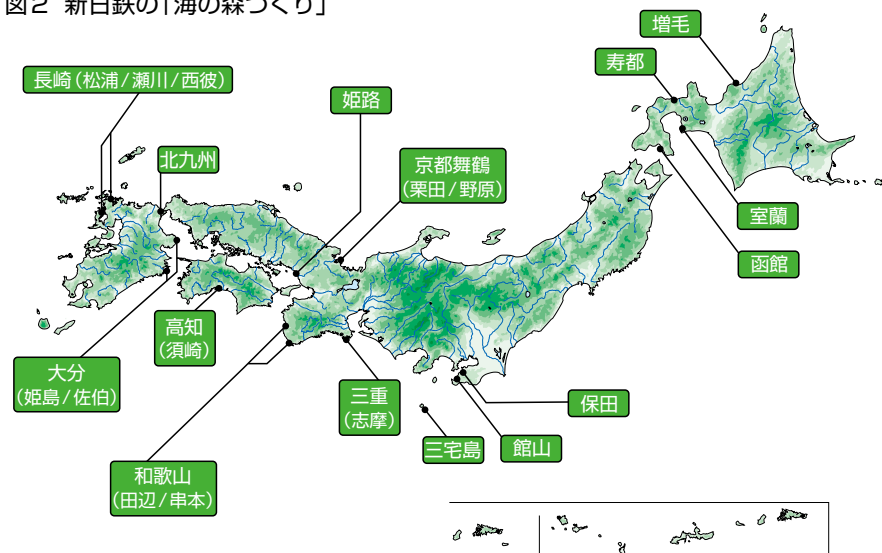 図2 新日鉄の「海の森づくり」
増毛
寿都
長崎(松浦/瀬川/西彼)
姫路
北九州
京都舞鶴
(栗田/野原)
室蘭
函館
高知
(須崎)
大分
(姫島/佐伯)
三重
(志摩)
保田
三宅島
館山
和歌山
(田辺/串本)